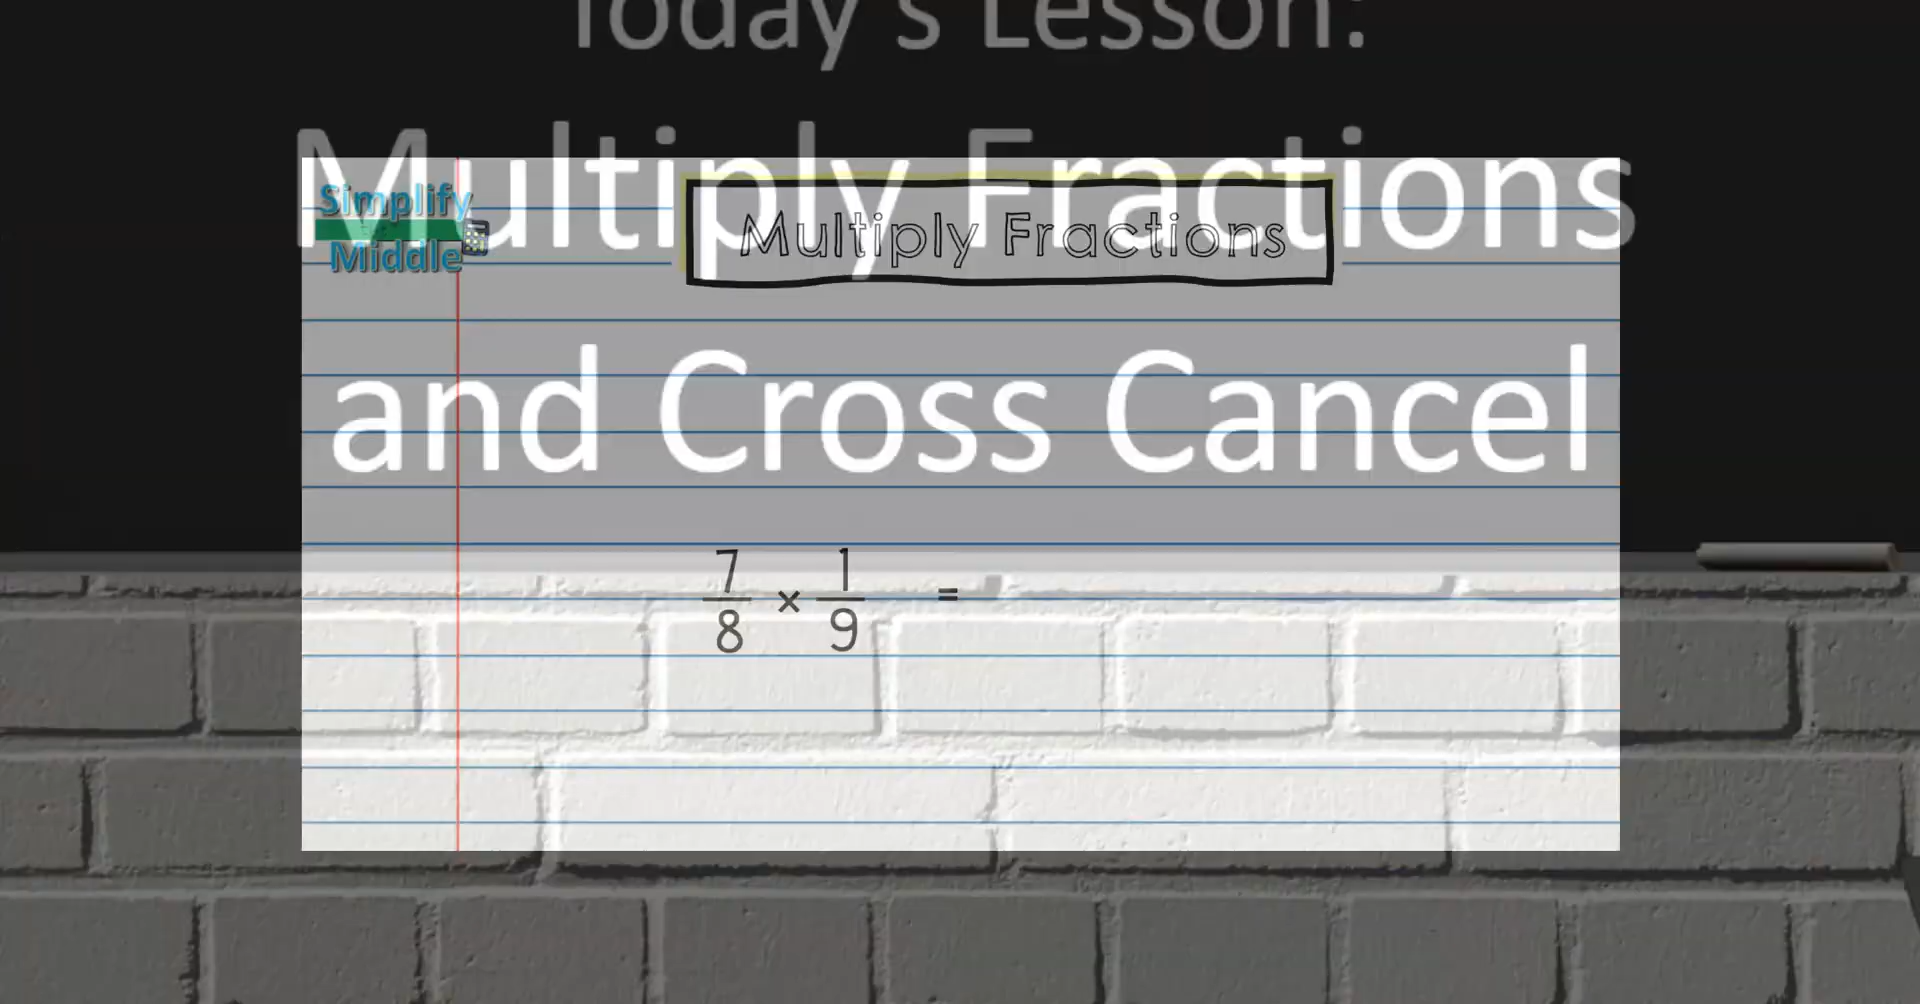 Today's Lesson:
Multiply Fractions
and Cross Cancel
Simplify
Middle
Multiply Fractions
7/8 × 1/9 =